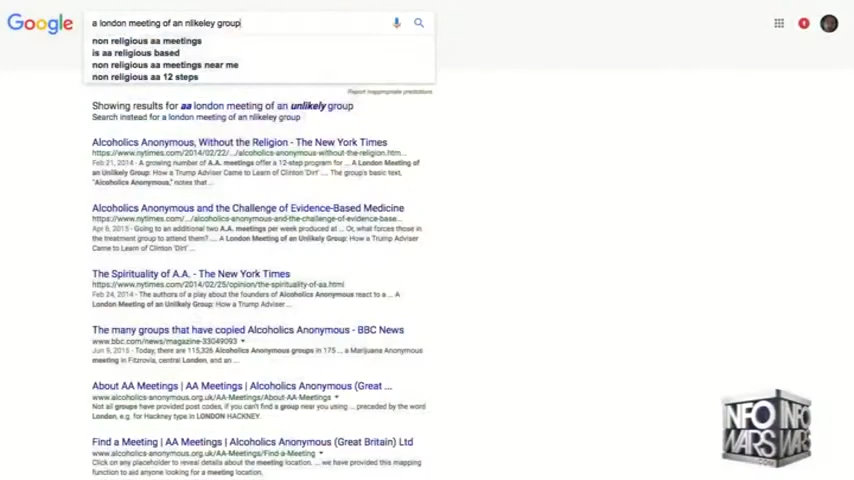 Google
a london meeting of an nlikeley group
non religious aa meetings
is aa religious based
non religious aa meetings near me
non religious aa 12 steps
Report inappropriate predictions
Showing results for aa london meeting of an unlikely group
Search instead for a london meeting of an nlikeley group
Alcoholics Anonymous, Without the Religion - The New York Times
https://www.nytimes.com/2014/02/22/.../alcoholics-anonymous-without-the-religion.htm...
Feb 21, 2014 - A growing number of A.A. meetings offer a 12-step program for ... A London Meeting of
an Unlikely Group: How a Trump Adviser Came to Learn of Clinton 'Dirt' .... The group's basic text,
"Alcoholics Anonymous," notes that ...
Alcoholics Anonymous and the Challenge of Evidence-Based Medicine
https://www.nytimes.com/.../alcoholics-anonymous-and-the-challenge-of-evidence-base...
Apr 6, 2015 - Going to an additional two A.A. meetings per week produced at ... Or, what forces those in
the treatment group to attend them? .... A London Meeting of an Unlikely Group: How a Trump Adviser
Came to Learn of Clinton 'Dirt' ...
The Spirituality of A.A. - The New York Times
https://www.nytimes.com/2014/02/25/opinion/the-spirituality-of-aa.html
Feb 24, 2014 - The authors of a play about the founders of Alcoholics Anonymous react to a ... A
London Meeting of an Unlikely Group: How a Trump Adviser ...
The many groups that have copied Alcoholics Anonymous - BBC News
www.bbc.com/news/magazine-33049093
Jun 9, 2015 - Today, there are 115,326 Alcoholics Anonymous groups in 175 ... a Marijuana Anonymous
meeting in Fitzrovia, central London, and an ...
About AA Meetings | AA Meetings | Alcoholics Anonymous (Great ...
www.alcoholics-anonymous.org.uk/AA-Meetings/About-AA-Meetings
Not all groups have provided post codes, if you can't find a group near you using ... preceded by the word
London, e.g. for Hackney type in LONDON HACKNEY.
Find a Meeting | AA Meetings | Alcoholics Anonymous (Great Britain) Ltd
www.alcoholics-anonymous.org.uk/AA-Meetings/Find-a-Meeting
Click on any placeholder to reveal details about the meeting location. ... we have provided this mapping
function to aid anyone looking for a meeting location.
INFO
WARS
.COM
INFO
WARS